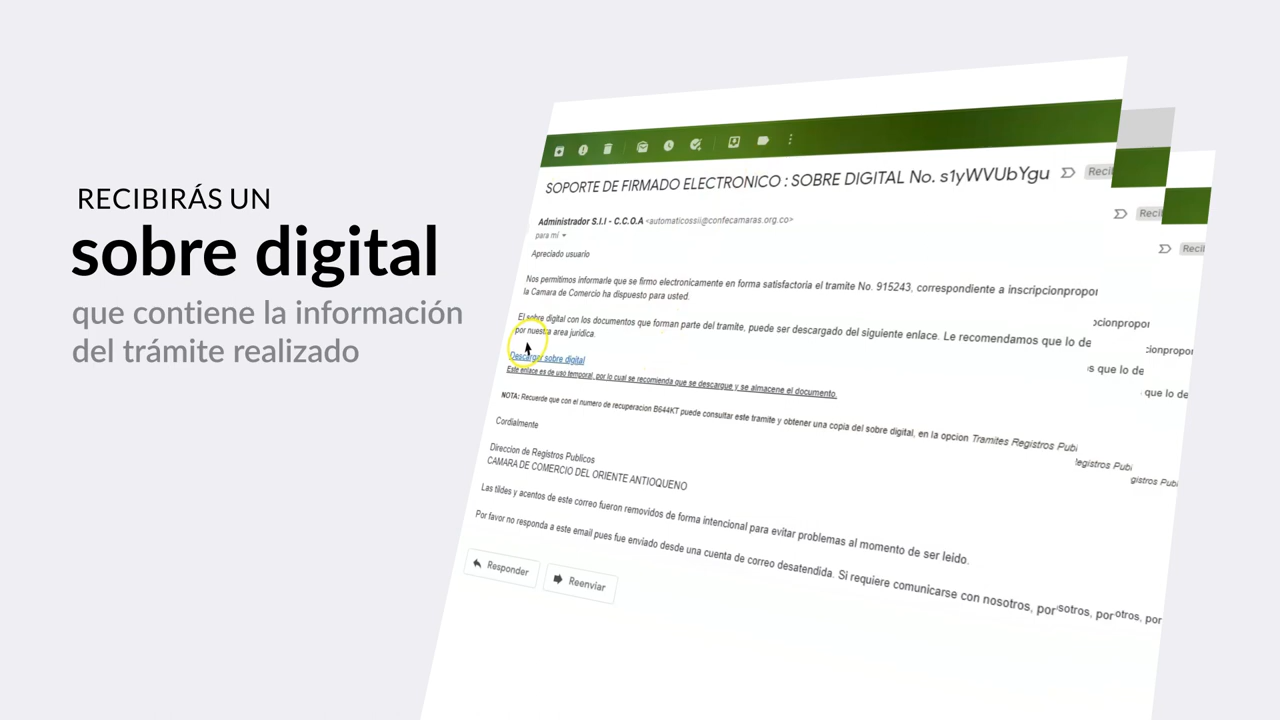 RECIBIRÁS UN
sobre digital
que contiene la información
del trámite realizado
SOPORTE DE FIRMADO ELECTRONICO : SOBRE DIGITAL No. s1yWVUbYgu
Reci
Administrador S.I.I - C.C.O.A <automaticossii@confecamaras.org.co>
Reci
para mí
Reci
Apreciado usuario
Nos permitimos informarle que se firmo electronicamente en forma satisfactoria el tramite No. 915243, correspondiente a inscripcionpropor
la Camara de Comercio ha dispuesto para usted.
El sobre digital con los documentos que forman parte del tramite, puede ser descargado del siguiente enlace. Le recomendamos que lo de
por nuestra area juridica.
Descargar sobre digital
Este enlace es de uso temporal, por lo cual se recomienda que se descargue y se almacene el documento.
NOTA: Recuerde que con el numero de recuperacion B644KT puede consultar este tramite y obtener una copia del sobre digital, en la opcion Tramites Registros Publi
Cordialmente
Direccion de Registros Publicos
CAMARA DE COMERCIO DEL ORIENTE ANTIOQUENO
Las tildes y acentos de este correo fueron removidos de forma intencional para evitar problemas al momento de ser leido.
Por favor no responda a este email pues fue enviado desde una cuenta de correo desatendida. Si requiere comunicarse con nosotros, por
Responder
Reenviar